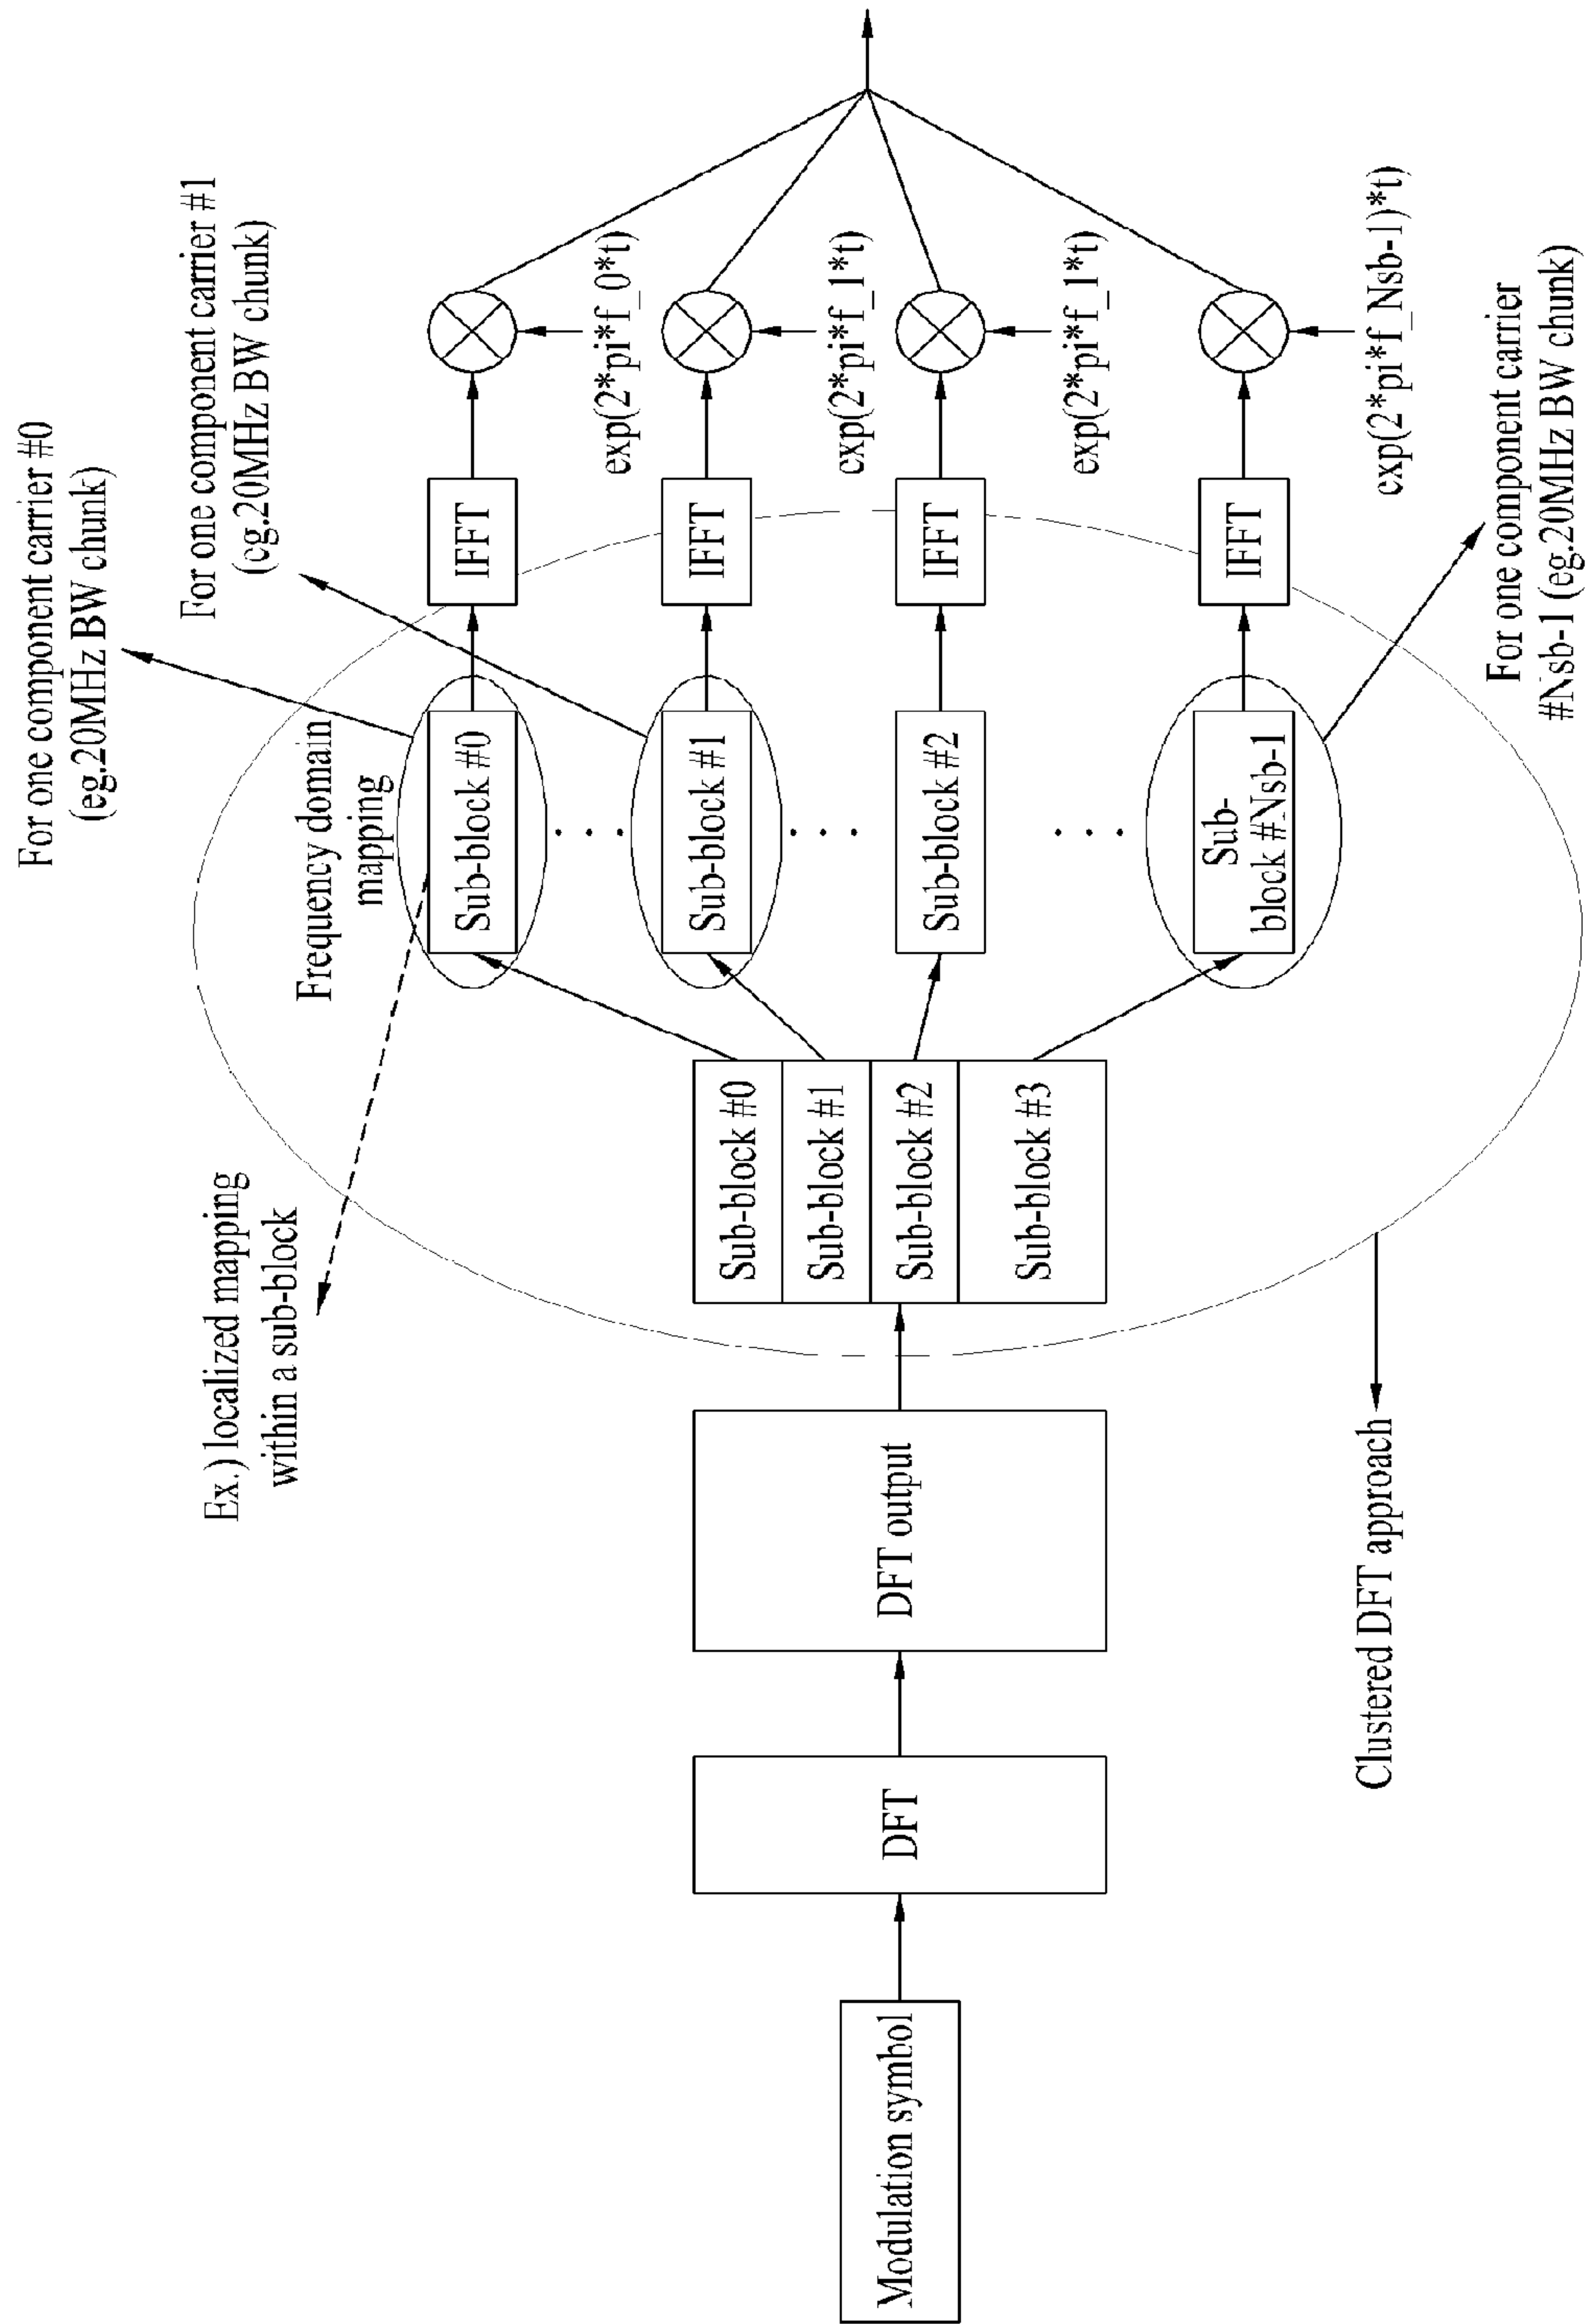 Modulation symbol
DFT
DFT output
Sub-block #0
Sub-block #1
Sub-block #2
Sub-block #3
Clustered DFT approach
Ex.) localized mapping
within a sub-block
Frequency domain
mapping
Sub-block #0
Sub-block #1
Sub-block #2
Sub-
block #Nsb-1
For one component carrier #0
(eg.20MHz BW chunk)
For one component carrier #1
(eg.20MHz BW chunk)
For one component carrier
#Nsb-1 (eg.20MHz BW chunk)
IFFT
IFFT
IFFT
IFFT
exp(2*pi*f_0*t)
exp(2*pi*f_1*t)
exp(2*pi*f_1*t)
exp(2*pi*f_Nsb-1)*t)